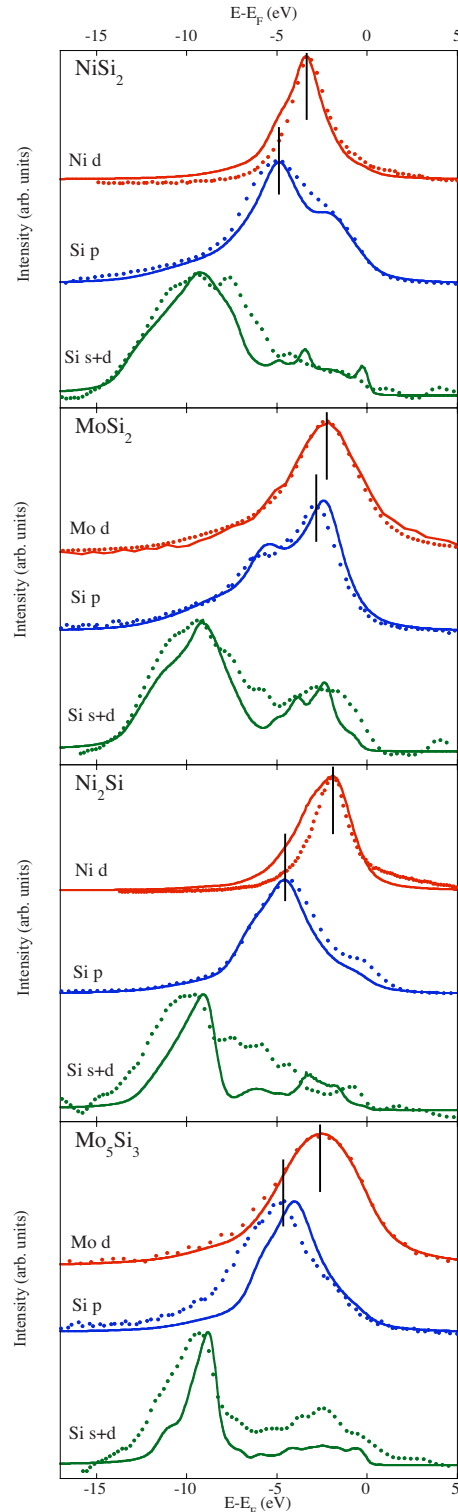 E-E_F (eV)
-15 -10 -5 0 5
NiSi₂
Ni d
Si p
Si s+d
Intensity (arb. units)
MoSi₂
Mo d
Si p
Si s+d
Intensity (arb. units)
Ni₂Si
Ni d
Si p
Si s+d
Intensity (arb. units)
Mo₅Si₃
Mo d
Si p
Si s+d
Intensity (arb. units)
-15 -10 -5 0 5
E-E_F (eV)